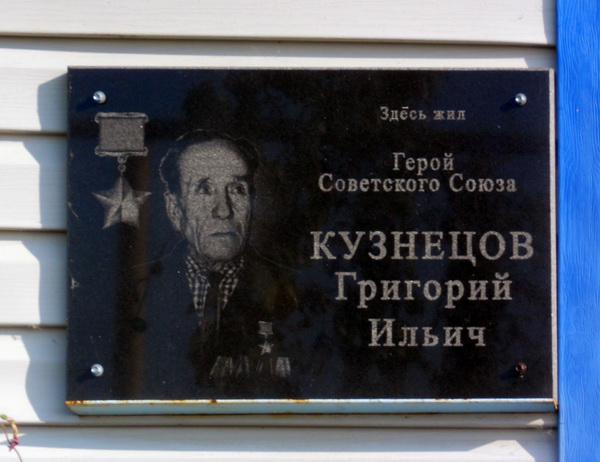 Здесь жил
Герой
Советского Союза
КУЗНЕЦОВ
Григорий
Ильич